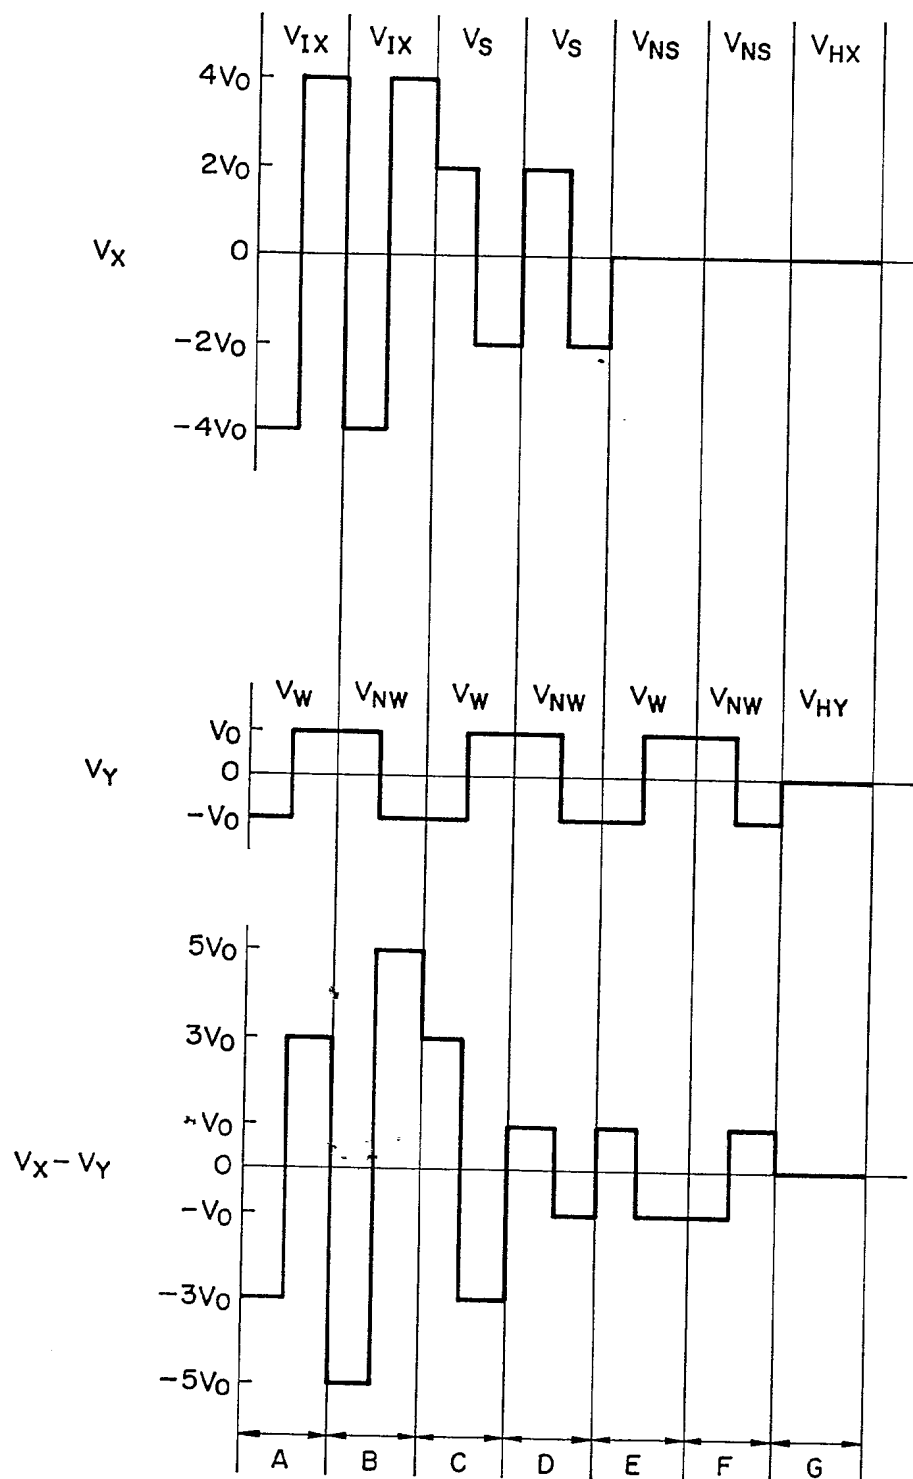 VIX VIX VS VS VNS VNS VHX
4V0
2V0
VX 0
-2V0
-4V0
VW VNW VW VNW VW VNW VHY
V0
VY 0
-V0
5V0
3V0
V0
VX-VY 0
-V0
-3V0
-5V0
A B C D E F G